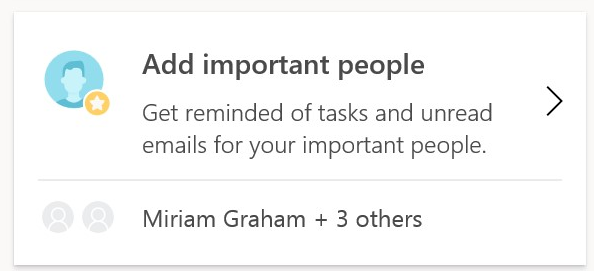 Add important people
Get reminded of tasks and unread
emails for your important people.
Miriam Graham + 3 others